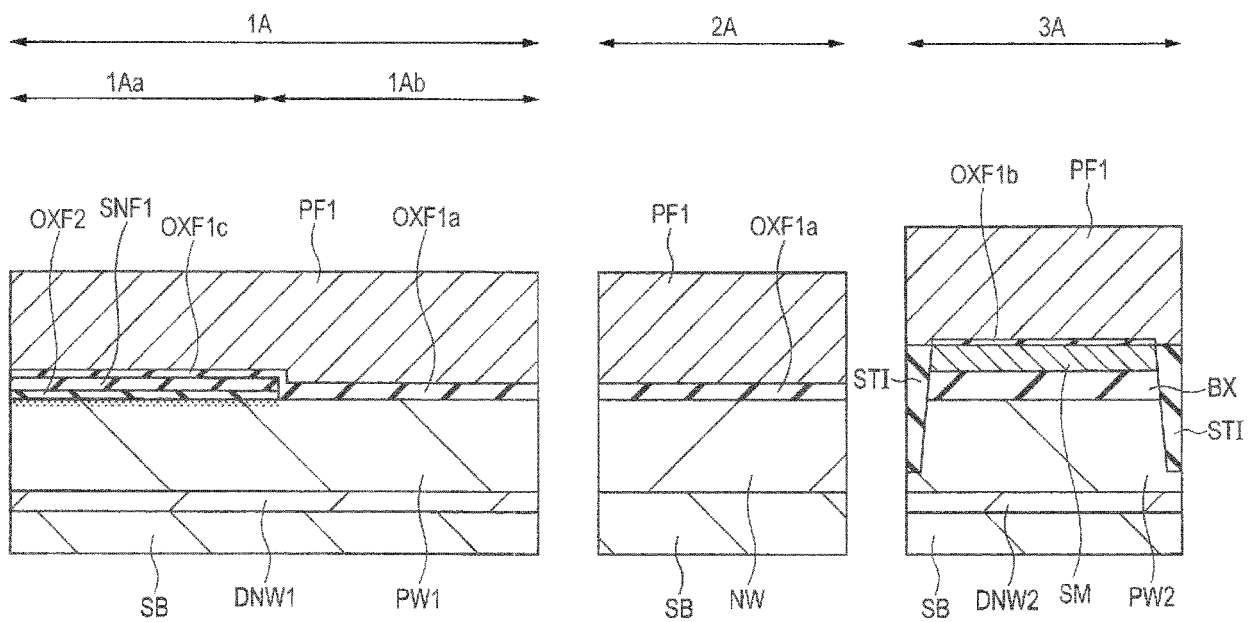 1A 2A 3A
1Aa 1Ab
OXF2 SNF1 OXF1c PF1 OXF1a PF1 OXF1a OXF1b PF1
STI BX
STI
SB DNW1 PW1 SB NW SB DNW2 SM PW2